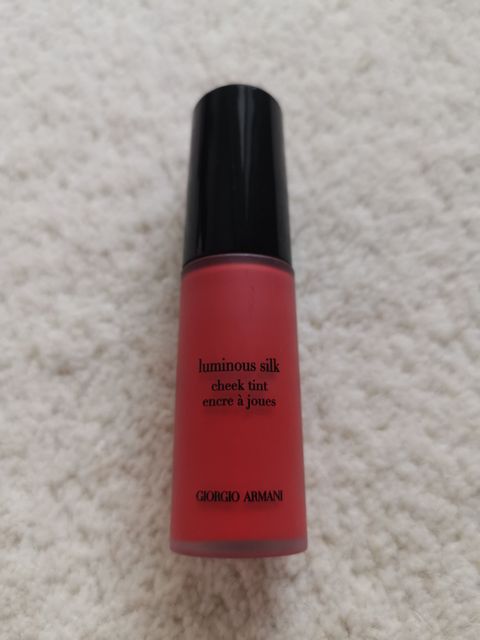 luminous silk
cheek tint
encre à joues
GIORGIO ARMANI